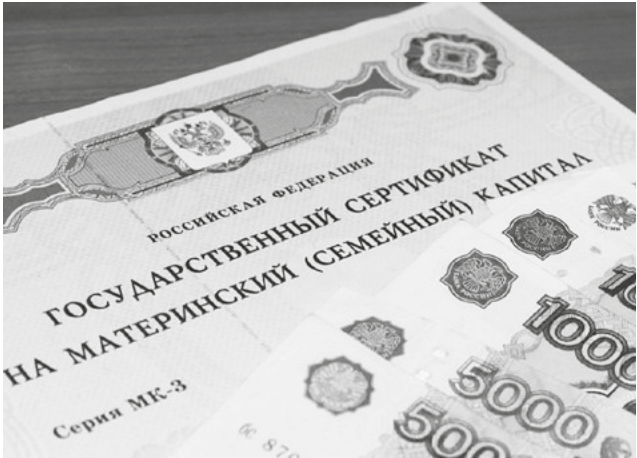 РОССИЙСКАЯ ФЕДЕРАЦИЯ
ГОСУДАРСТВЕННЫЙ СЕРТИФИКАТ
НА МАТЕРИНСКИЙ (СЕМЕЙНЫЙ) КАПИТАЛ
Серия МК-3
1000
5000